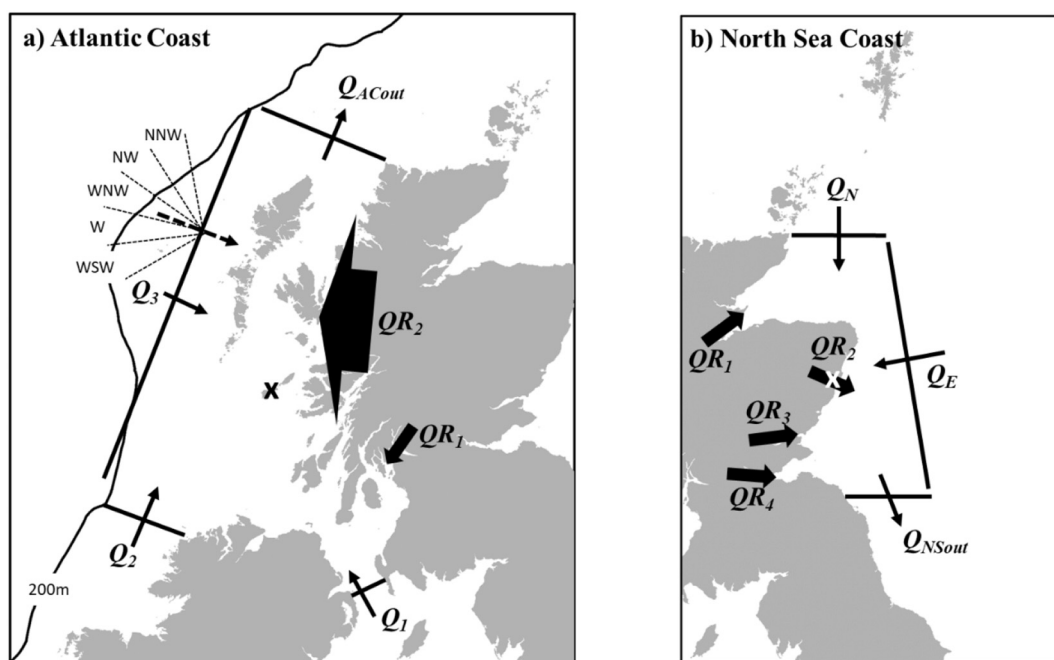 a) Atlantic Coast
Q_ACout
NNW
NW
WNW
W
WSW
Q_3
QR_2
X
QR_1
Q_2
200m
Q_1
b) North Sea Coast
Q_N
QR_1
QR_2
X
Q_E
QR_3
QR_4
Q_NSout